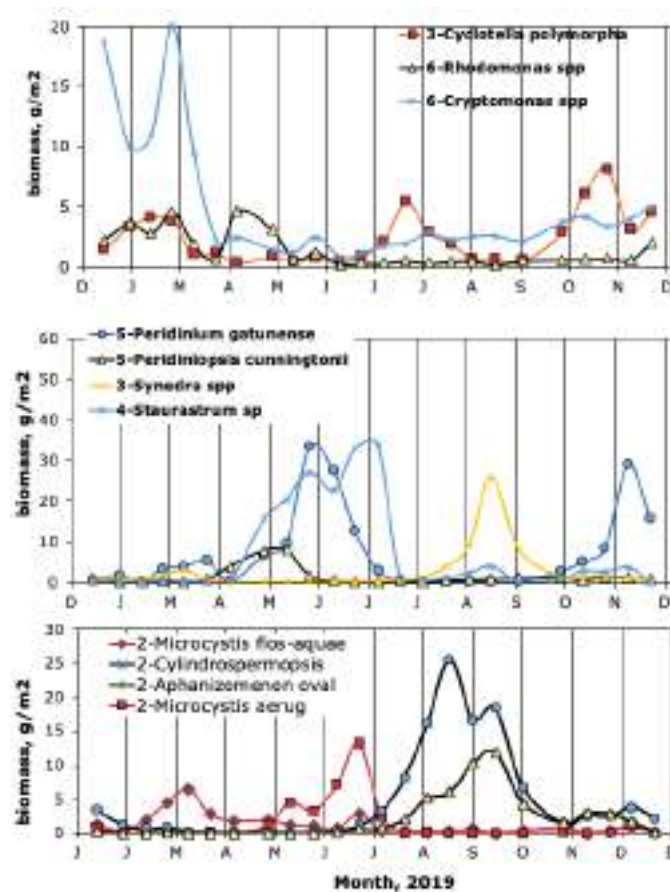 20
15
10
5
0
biomass, g/m2
3-Cyclotella polymorpha
6-Rhodomonas spp
6-Cryptomonas spp
D J M A M J J A S O N D
60
50
40
30
20
10
0
biomass, g/m2
5-Peridinium gatunense
5-Peridiniopsis cunningtonii
3-Synedra spp
4-Staurastrum sp
D J M A M J J A S O N D
30
25
20
15
10
5
0
biomass, g/m2
2-Microcystis flos-aquae
2-Cylindrospermopsis
2-Aphanizomenon oval
2-Microcystis aerug
J J M A M J J A S O N D
Month, 2019